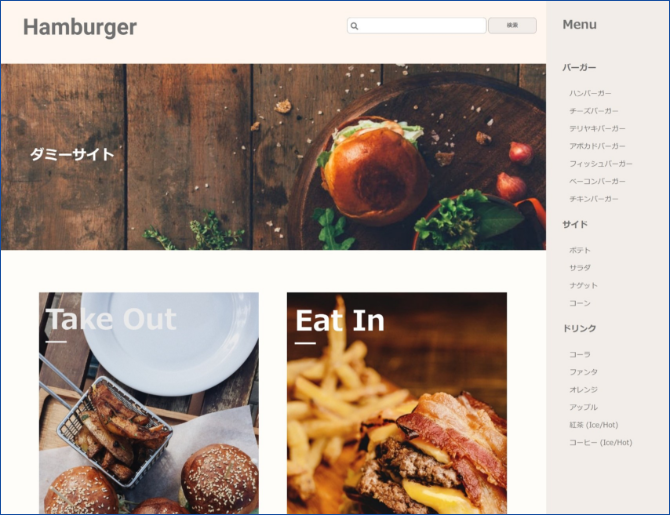 Hamburger
検索
ダミーサイト
Take Out
Eat In
Menu
バーガー
ハンバーガー
チーズバーガー
テリヤキバーガー
アボカドバーガー
フィッシュバーガー
ベーコンバーガー
チキンバーガー
サイド
ポテト
サラダ
ナゲット
コーン
ドリンク
コーラ
ファンタ
オレンジ
アップル
紅茶 (Ice/Hot)
コーヒー (Ice/Hot)